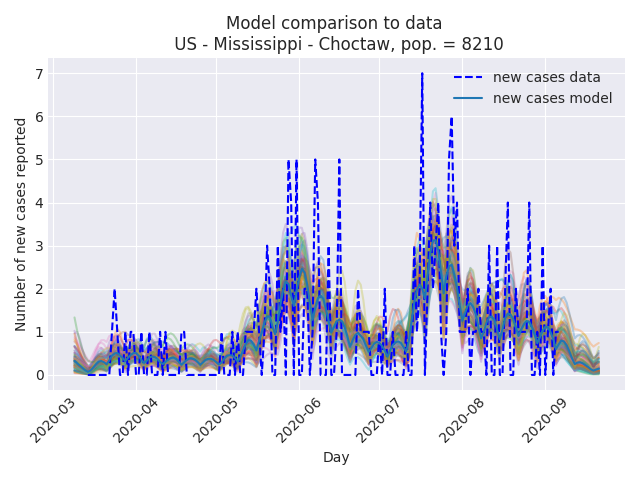 Model comparison to data
US - Mississippi - Choctaw, pop. = 8210
new cases data
new cases model
Number of new cases reported
7
6
5
4
3
2
1
0
2020-03
2020-04
2020-05
2020-06
2020-07
2020-08
2020-09
Day